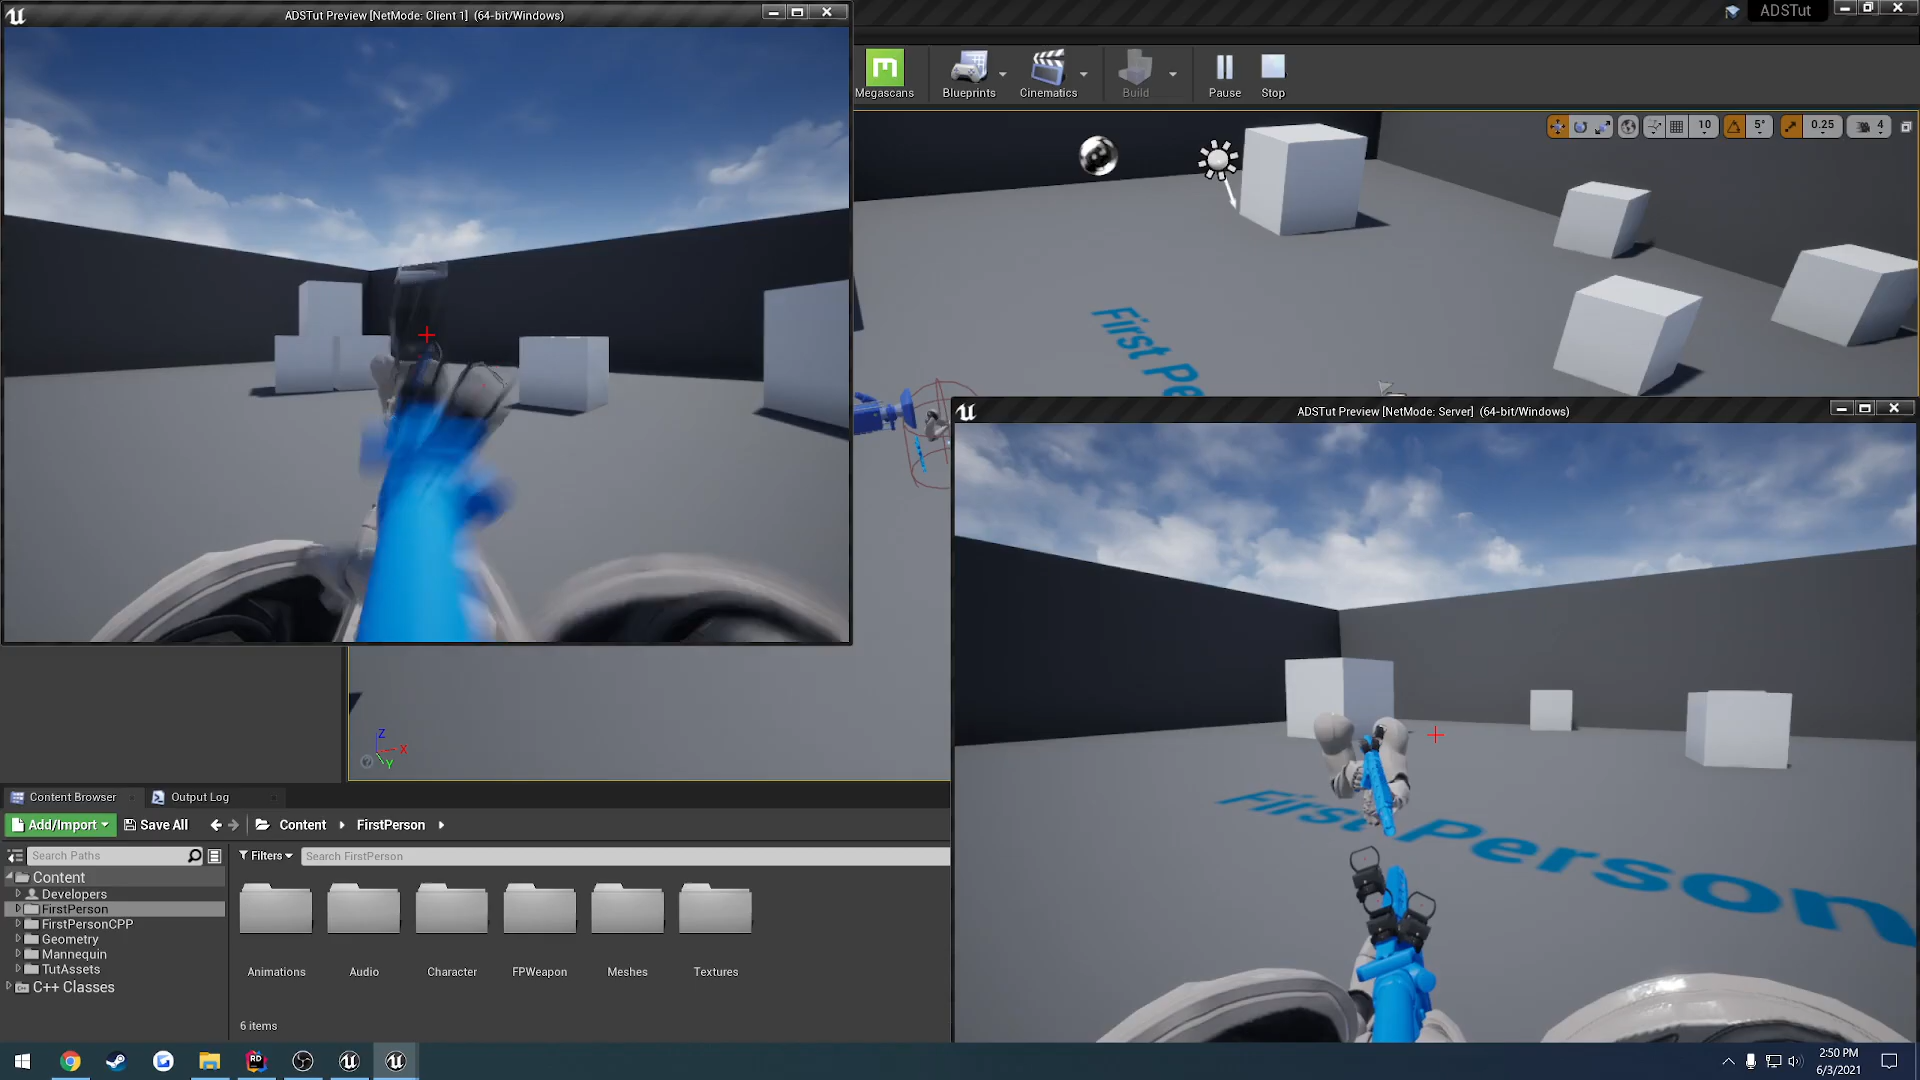 ADSTut Preview [NetMode: Client 1]  (64-bit/Windows)
ADSTut
Megascans
Blueprints
Cinematics
Build
Pause
Stop
10
5°
0.25
4
First Pe
ADSTut Preview [NetMode: Server]  (64-bit/Windows)
First Person
Z
X
Y
Content Browser
Output Log
Add/Import
Save All
Content
FirstPerson
Search Paths
Filters
Search FirstPerson
Content
Developers
FirstPerson
FirstPersonCPP
Geometry
Mannequin
TutAssets
C++ Classes
Animations
Audio
Character
FPWeapon
Meshes
Textures
6 items
RD
2:50 PM
6/3/2021